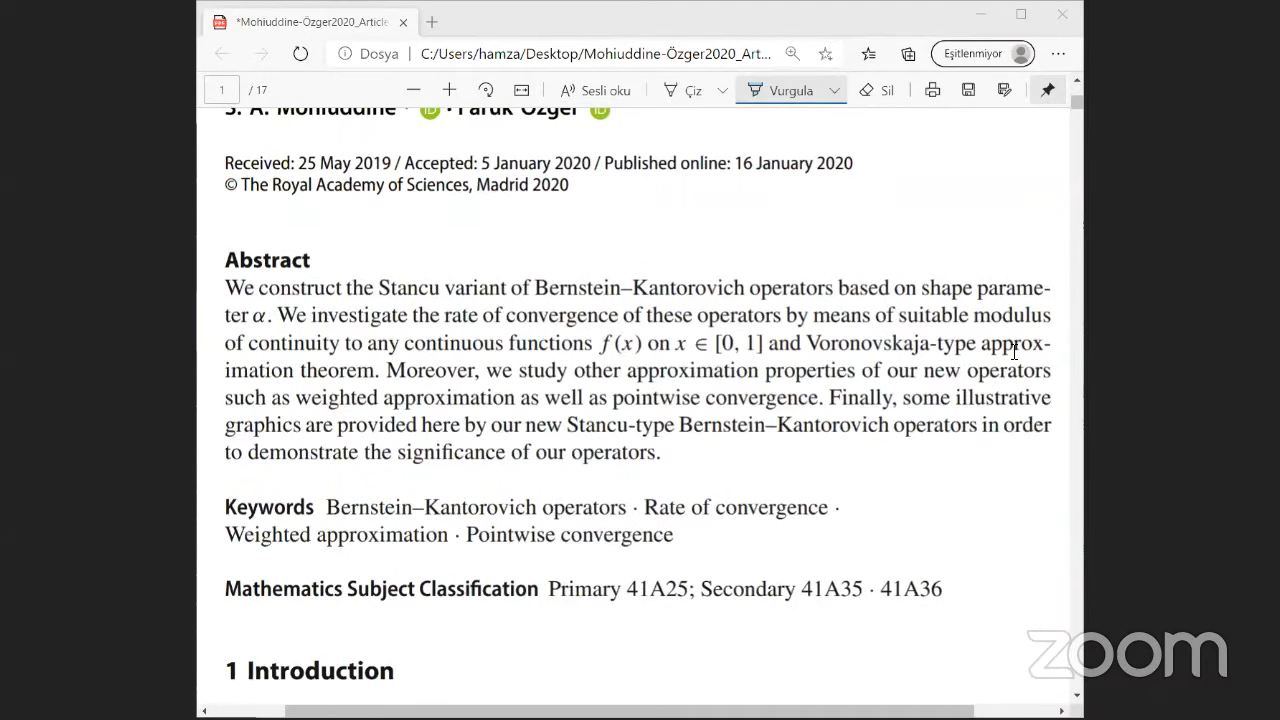 *Mohiuddine-Özger2020_Article
Dosya | C:/Users/hamza/Desktop/Mohiuddine-Özger2020_Art... Eşitlenmiyor
1 / 17 Sesli oku Çiz Vurgula Sil
S. A. Mohiuddine · Faruk Özger
Received: 25 May 2019 / Accepted: 5 January 2020 / Published online: 16 January 2020
© The Royal Academy of Sciences, Madrid 2020
Abstract
We construct the Stancu variant of Bernstein–Kantorovich operators based on shape parame-
ter α. We investigate the rate of convergence of these operators by means of suitable modulus
of continuity to any continuous functions f(x) on x ∈ [0, 1] and Voronovskaja-type approx-
imation theorem. Moreover, we study other approximation properties of our new operators
such as weighted approximation as well as pointwise convergence. Finally, some illustrative
graphics are provided here by our new Stancu-type Bernstein–Kantorovich operators in order
to demonstrate the significance of our operators.
Keywords Bernstein–Kantorovich operators · Rate of convergence ·
Weighted approximation · Pointwise convergence
Mathematics Subject Classification Primary 41A25; Secondary 41A35 · 41A36
1 Introduction
zoom